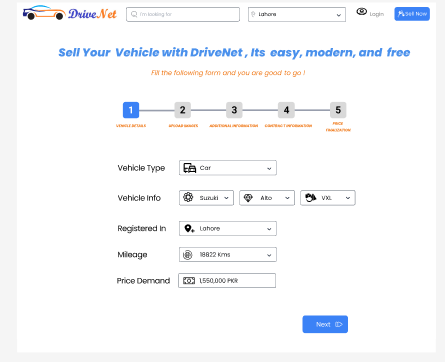 DriveNet
I'm looking to
Lahore
Login
Sell Now
Sell Your Vehicle with DriveNet , Its easy, modern, and free
Fill the following form and you are good to go !
1 2 3 4 5
VEHICLE DETAILS UPLOAD IMAGES ADDITIONAL INFORMATION CONTRACT INFORMATION PRICE FINALIZATION
Vehicle Type Car
Vehicle Info Suzuki Alto VXL
Registered In Lahore
Mileage 18822 Kms
Price Demand 1,550,000 PKR
Next